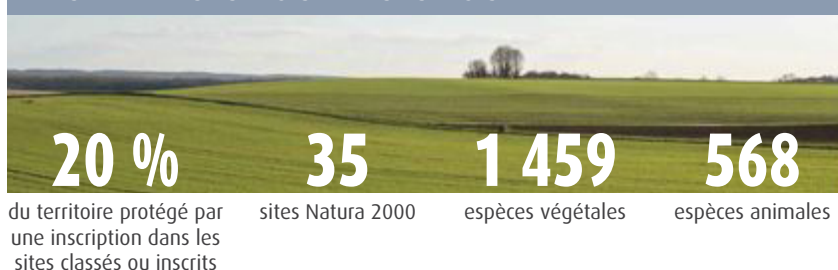 20 %
du territoire protégé par
une inscription dans les
sites classés ou inscrits
35
sites Natura 2000
1 459
espèces végétales
568
espèces animales